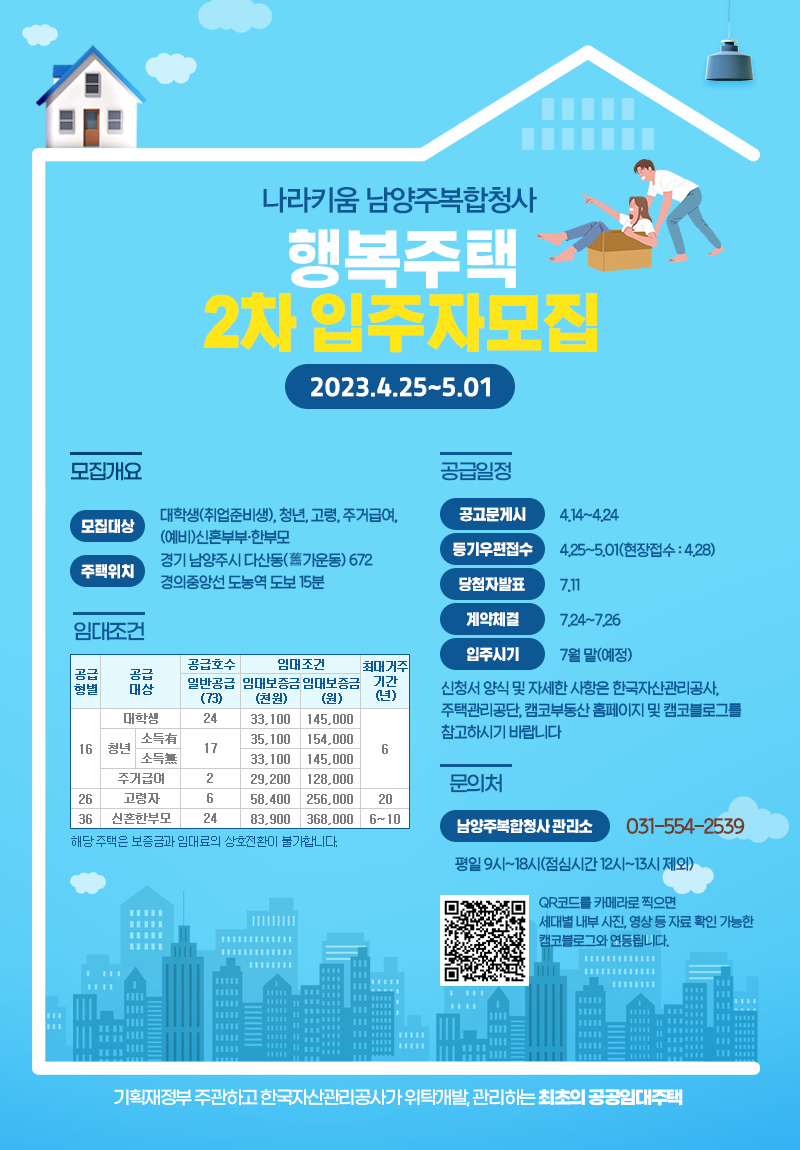 나라키움 남양주복합청사
행복주택
2차 입주자모집
2023.4.25~5.01
모집개요
모집대상 대학생(취업준비생), 청년, 고령, 주거급여,
(예비)신혼부부·한부모
주택위치 경기 남양주시 다산동(舊가운동) 672
경의중앙선 도농역 도보 15분
임대조건
공급형별 공급대상 공급호수 임대조건 최대거주기간(년)
일반공급(73) 임대보증금(천원) 임대보증금(원)
16 대학생 24 33,100 145,000 6
청년 소득有 17 35,100 154,000
소득無 33,100 145,000
주거급여 2 29,200 128,000
26 고령자 6 58,400 256,000 20
36 신혼한부모 24 83,900 368,000 6~10
해당 주택은 보증금과 임대료의 상호전환이 불가합니다.
공급일정
공고문게시 4.14~4.24
등기우편접수 4.25~5.01(현장접수 : 4.28)
당첨자발표 7.11
계약체결 7.24~7.26
입주시기 7월 말(예정)
신청서 양식 및 자세한 사항은 한국자산관리공사,
주택관리공단, 캠코부동산 홈페이지 및 캠코블로그를
참고하시기 바랍니다
문의처
남양주복합청사 관리소 031-554-2539
평일 9시~18시(점심시간 12시~13시 제외)
QR코드를 카메라로 찍으면
세대별 내부 사진, 영상 등 자료 확인 가능한
캠코블로그와 연동됩니다.
기획재정부 주관하고 한국자산관리공사가 위탁개발, 관리하는 최초의 공공임대주택